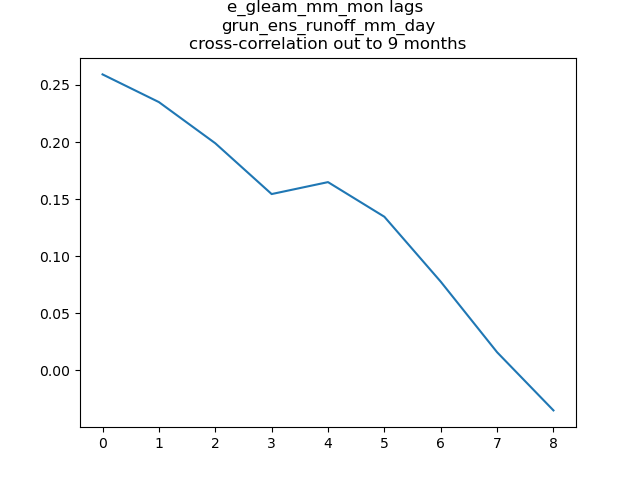 e_gleam_mm_mon lags
grun_ens_runoff_mm_day
cross-correlation out to 9 months
0.25
0.20
0.15
0.10
0.05
0.00
0 1 2 3 4 5 6 7 8